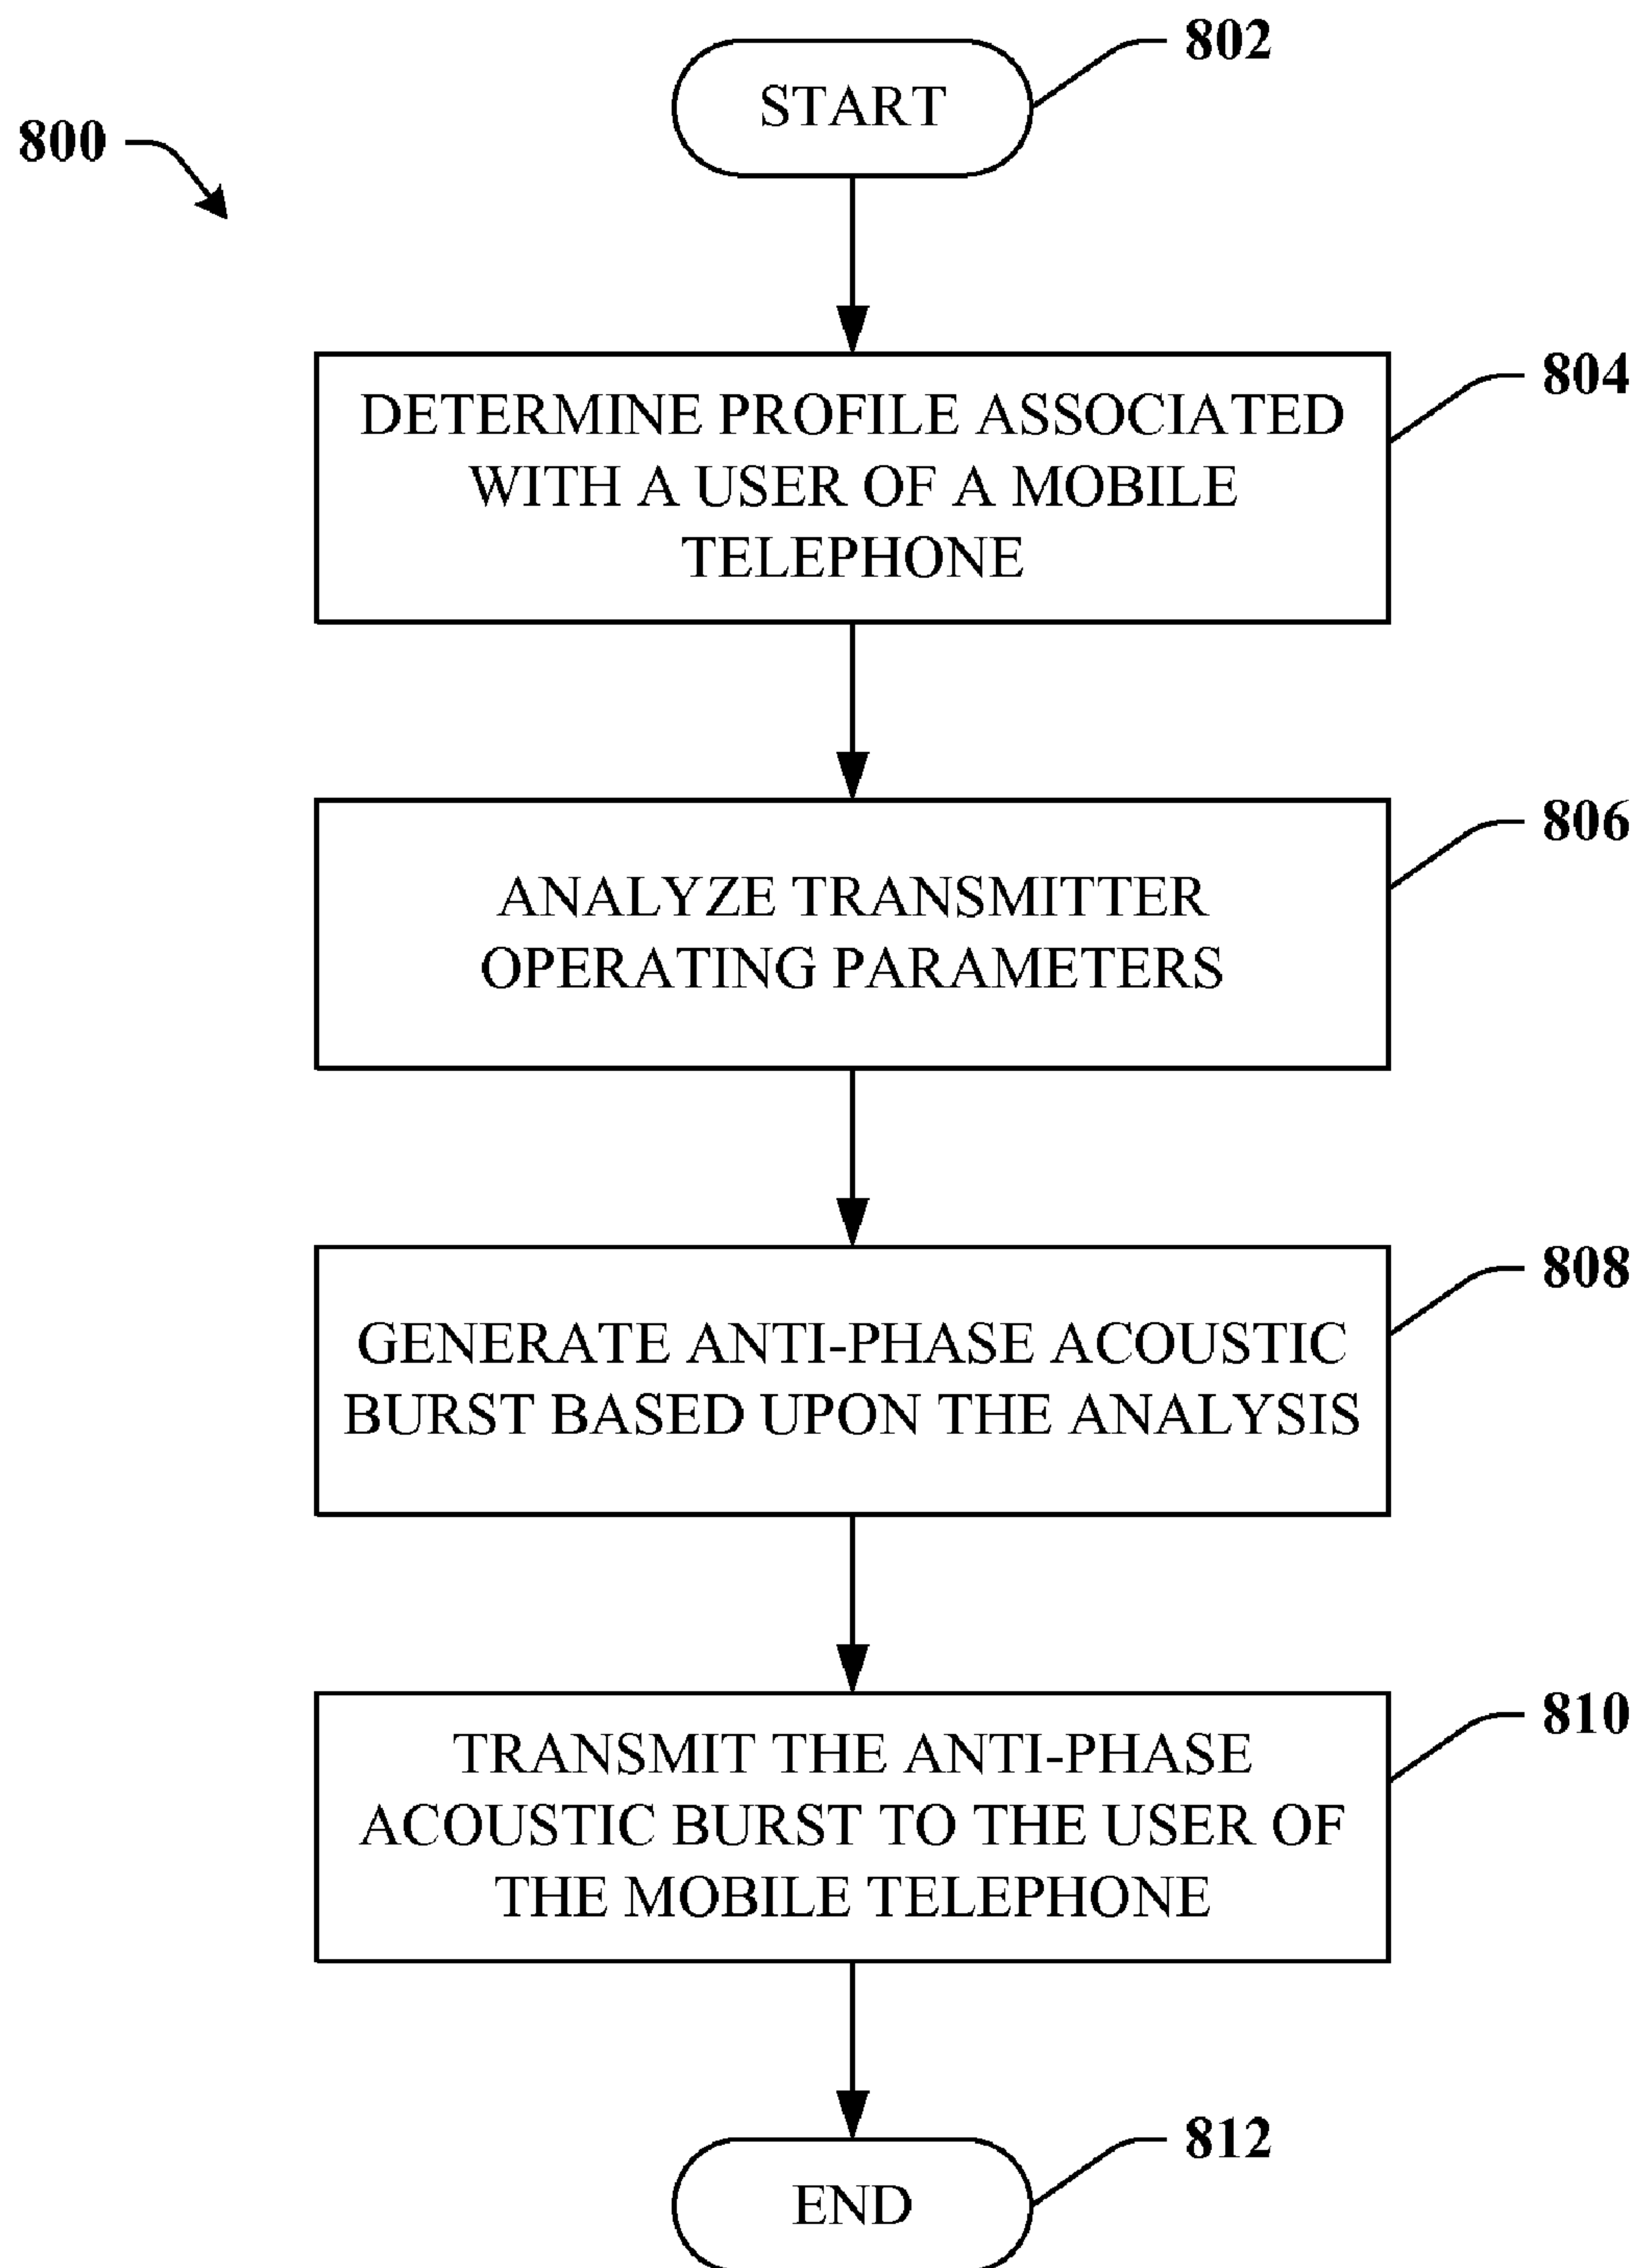 802
START
800
804
DETERMINE PROFILE ASSOCIATED
WITH A USER OF A MOBILE
TELEPHONE
806
ANALYZE TRANSMITTER
OPERATING PARAMETERS
808
GENERATE ANTI-PHASE ACOUSTIC
BURST BASED UPON THE ANALYSIS
810
TRANSMIT THE ANTI-PHASE
ACOUSTIC BURST TO THE USER OF
THE MOBILE TELEPHONE
812
END